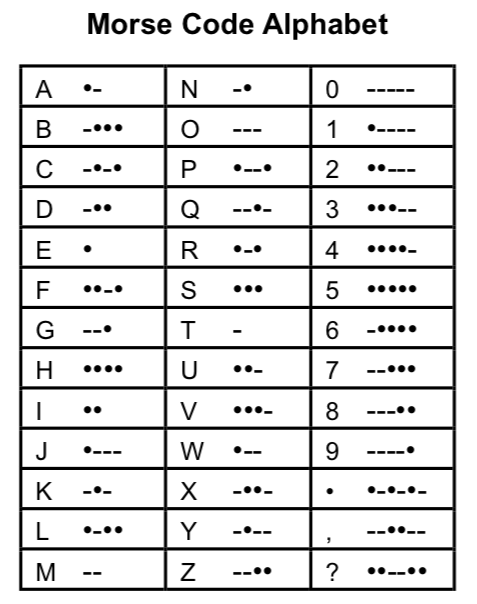 Morse Code Alphabet
A •- N -• 0 -----
B -••• O --- 1 •----
C -•-• P •--• 2 ••---
D -•• Q --•- 3 •••--
E • R •-• 4 ••••-
F ••-• S ••• 5 •••••
G --• T - 6 -••••
H •••• U ••- 7 --•••
I •• V •••- 8 ---••
J •--- W •-- 9 ----•
K -•- X -••- • •-•-•-
L •-•• Y -•-- , --••--
M -- Z --•• ? ••--••